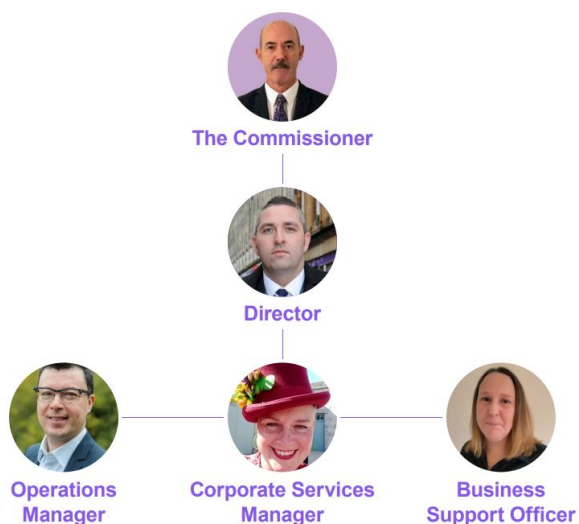 The Commissioner
Director
Operations
Manager
Corporate Services
Manager
Business
Support Officer